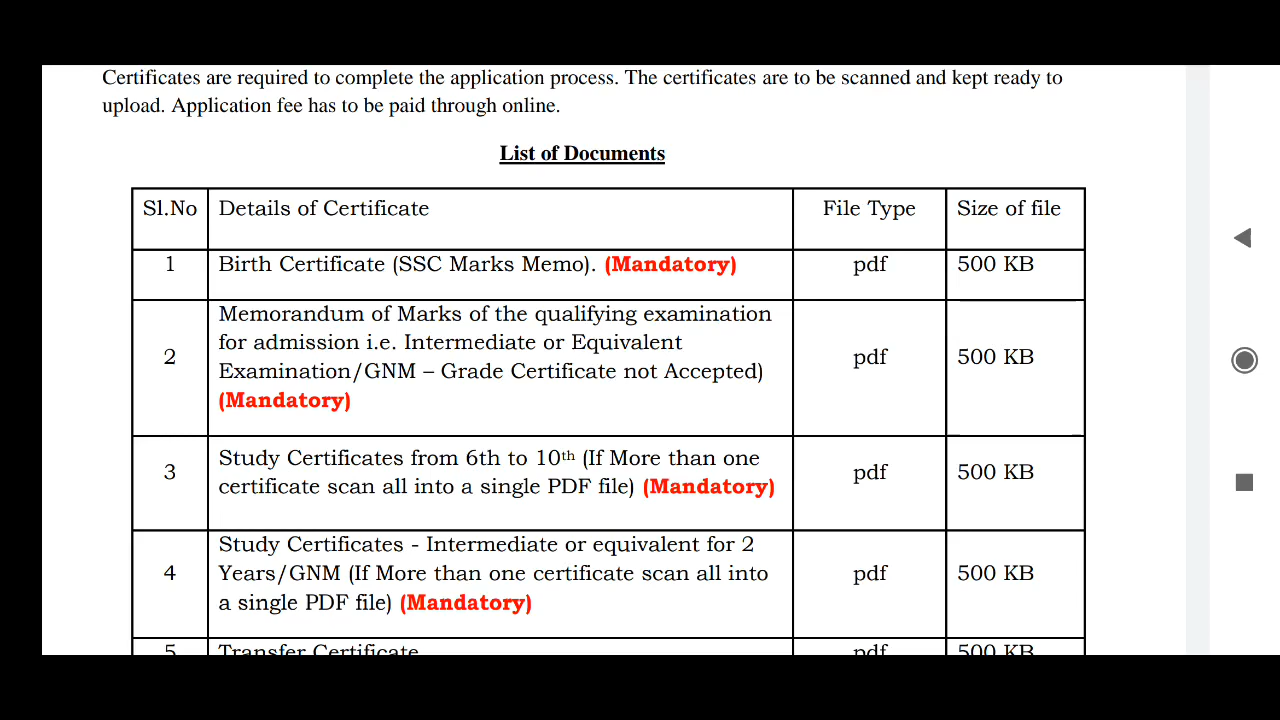 Certificates are required to complete the application process. The certificates are to be scanned and kept ready to
upload. Application fee has to be paid through online.
List of Documents
Sl.No Details of Certificate File Type Size of file
1 Birth Certificate (SSC Marks Memo). (Mandatory) pdf 500 KB
Memorandum of Marks of the qualifying examination
for admission i.e. Intermediate or Equivalent
2 pdf 500 KB
Examination/GNM – Grade Certificate not Accepted)
(Mandatory)
Study Certificates from 6th to 10th (If More than one
3 pdf 500 KB
certificate scan all into a single PDF file) (Mandatory)
Study Certificates - Intermediate or equivalent for 2
4 Years/GNM (If More than one certificate scan all into pdf 500 KB
a single PDF file) (Mandatory)
5 Transfer Certificate pdf 500 KB